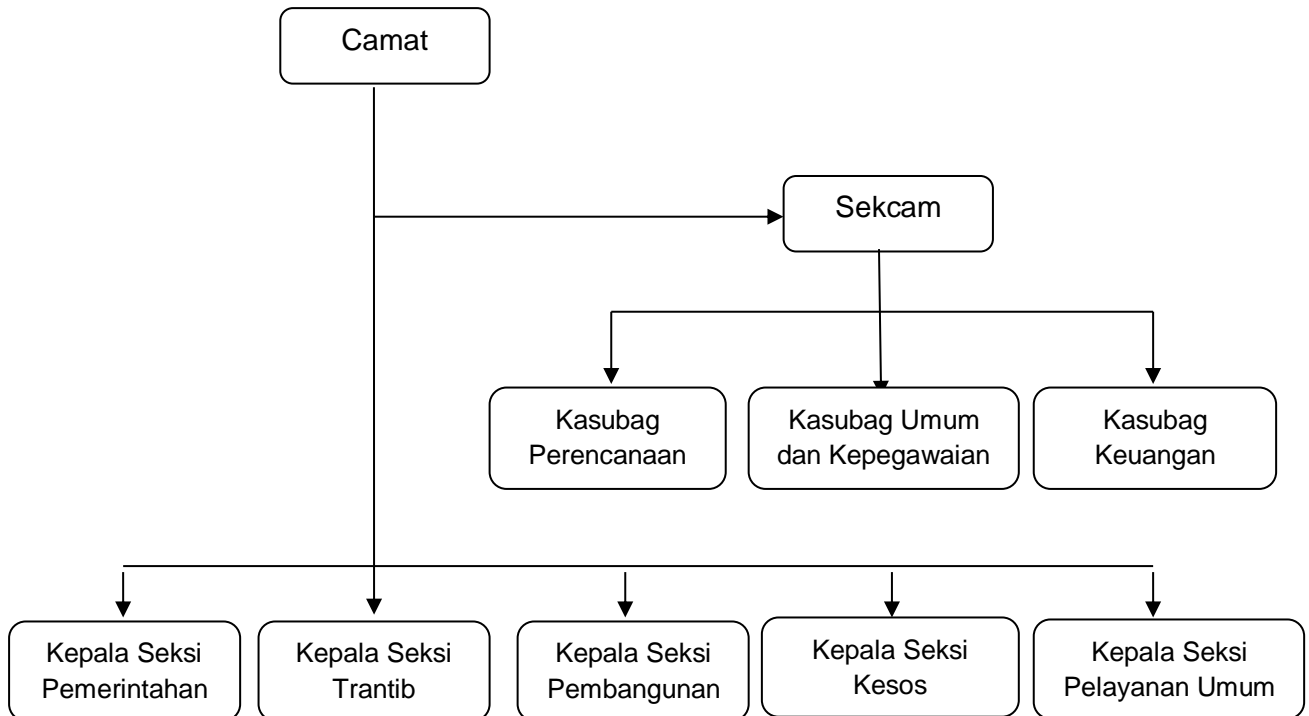 Camat
Sekcam
Kasubag
Perencanaan
Kasubag Umum
dan Kepegawaian
Kasubag
Keuangan
Kepala Seksi
Pemerintahan
Kepala Seksi
Trantib
Kepala Seksi
Pembangunan
Kepala Seksi
Kesos
Kepala Seksi
Pelayanan Umum